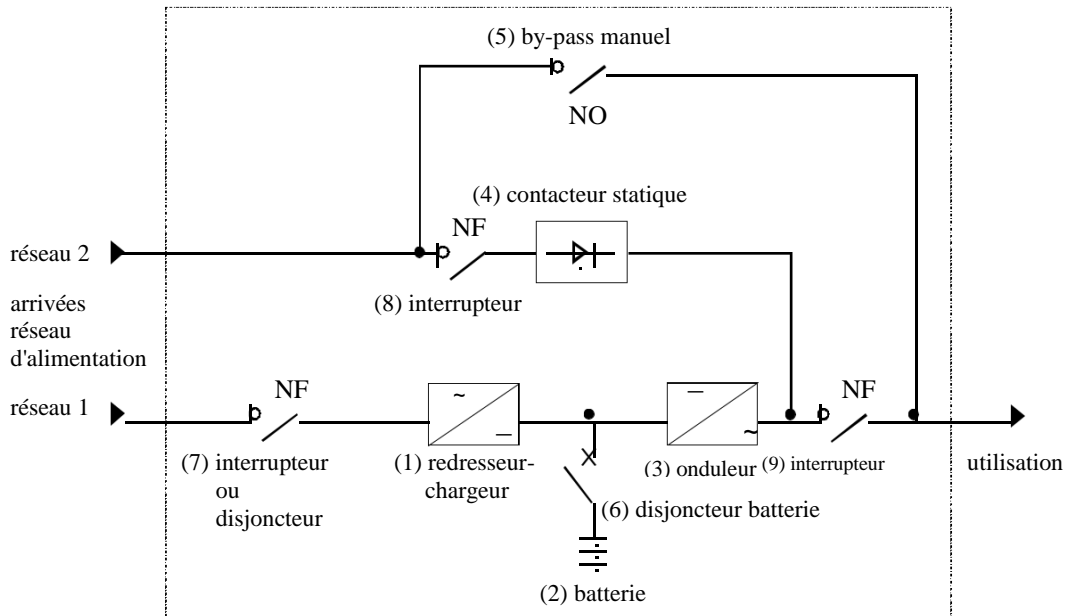 (5) by-pass manuel
NO
(4) contacteur statique
NF
réseau 2
(8) interrupteur
arrivées
réseau
d'alimentation
réseau 1
NF
~
–
–
~
NF
(7) interrupteur
ou
disjoncteur
(1) redresseur-
chargeur
X
(3) onduleur
(9) interrupteur
utilisation
(6) disjoncteur batterie
(2) batterie